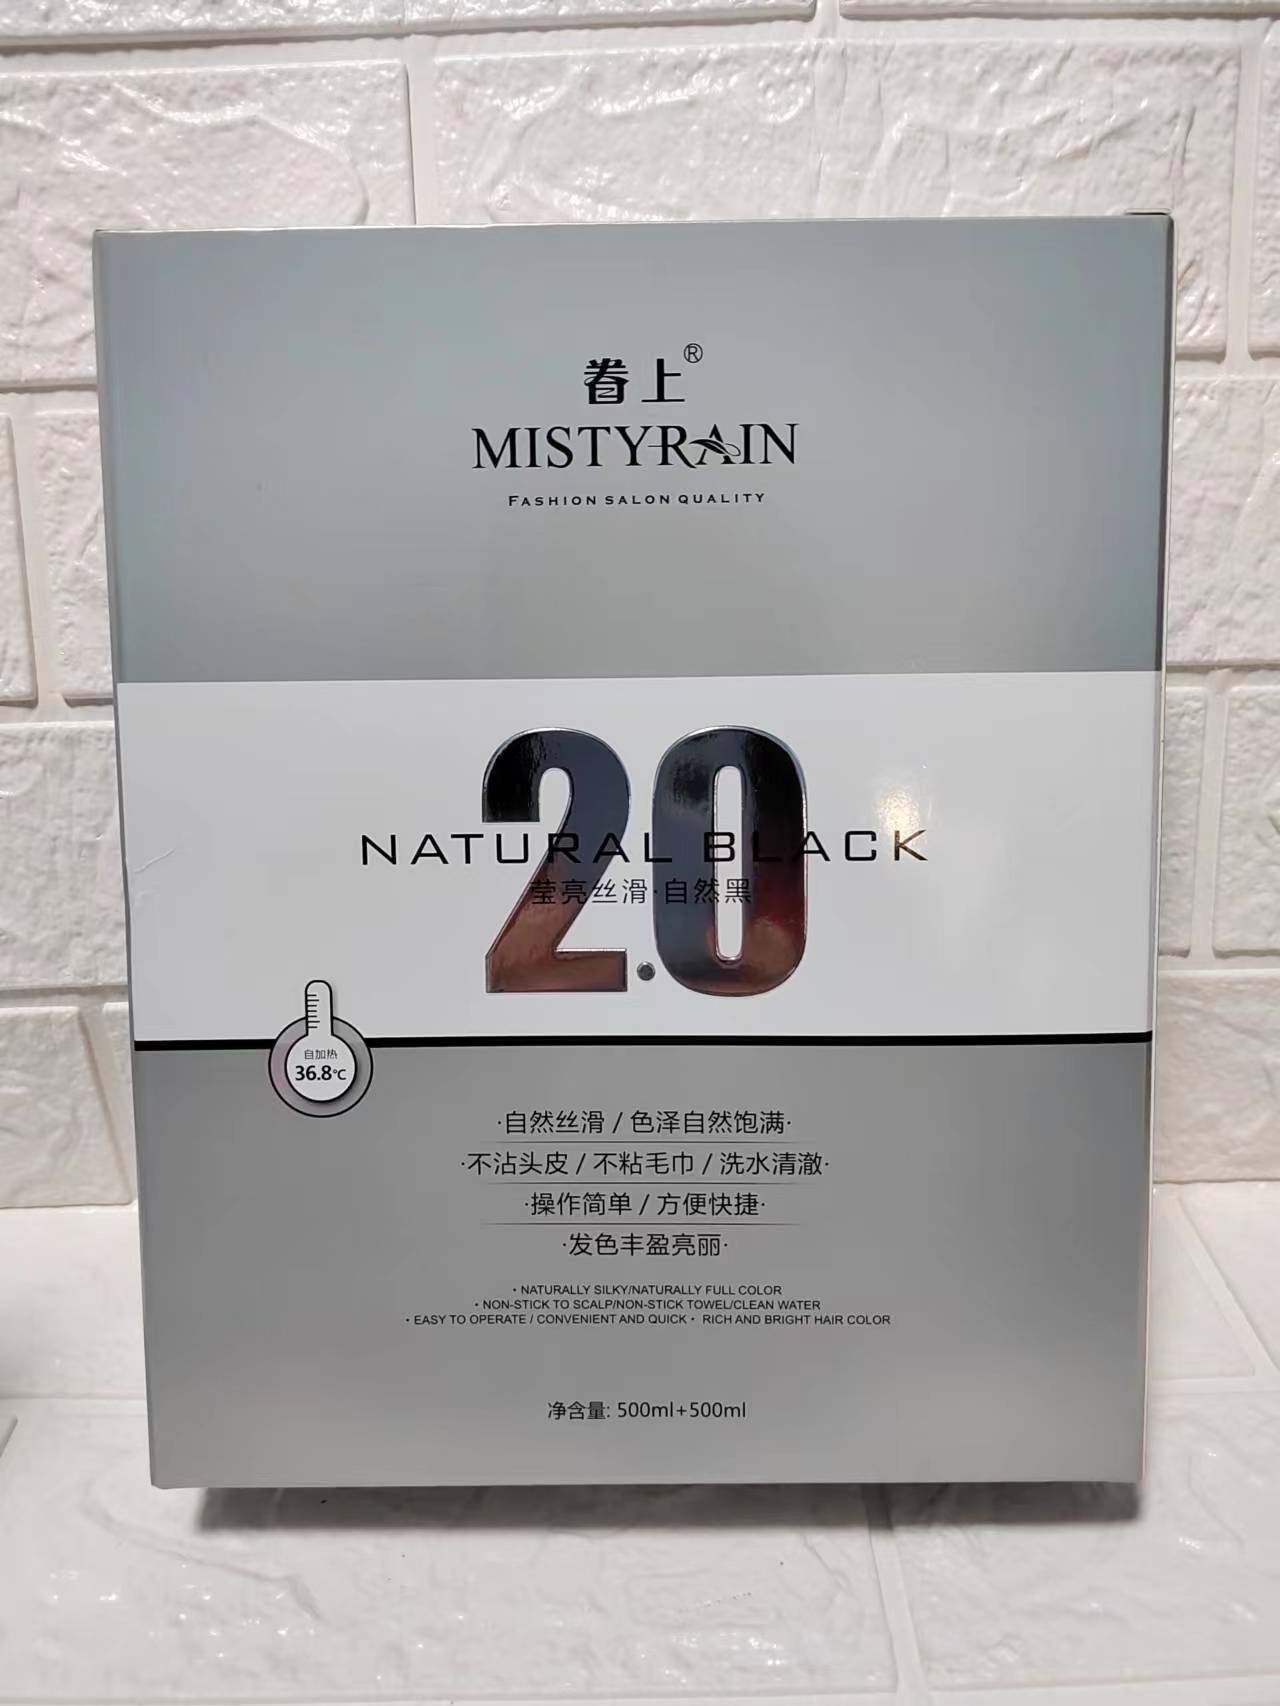 眷上®
MISTYRAIN
FASHION SALON QUALITY
2.0
NATURAL BLACK
莹亮丝滑·自然黑
自加热
36.8℃
·自然丝滑 / 色泽自然饱满·
·不沾头皮 / 不粘毛巾 / 洗水清澈·
·操作简单 / 方便快捷·
·发色丰盈亮丽·
· NATURALLY SILKY/NATURALLY FULL COLOR
· NON-STICK TO SCALP/NON-STICK TOWEL/CLEAN WATER
· EASY TO OPERATE / CONVENIENT AND QUICK · RICH AND BRIGHT HAIR COLOR
净含量: 500ml+500ml